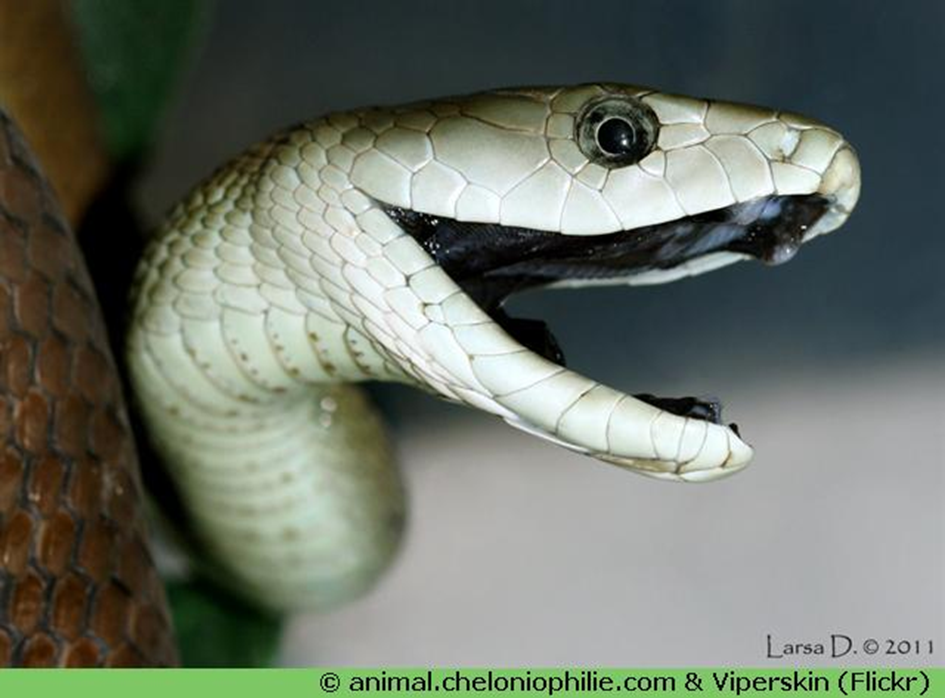 Larsa D. © 2011
© animal.cheloniophilie.com & Viperskin (Flickr)